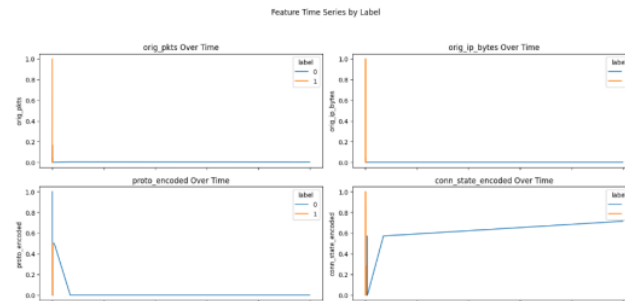 Feature Time Series by Label
orig_pkts Over Time
orig_ip_bytes Over Time
1.0
0.8
0.6
0.4
0.2
0.0
orig_pkts
label
0
1
1.0
0.8
0.6
0.4
0.2
0.0
orig_ip_bytes
label
proto_encoded Over Time
conn_state_encoded Over Time
1.0
0.8
0.6
0.4
0.2
0.0
proto_encoded
label
0
1
1.0
0.8
0.6
0.4
0.2
0.0
conn_state_encoded
label